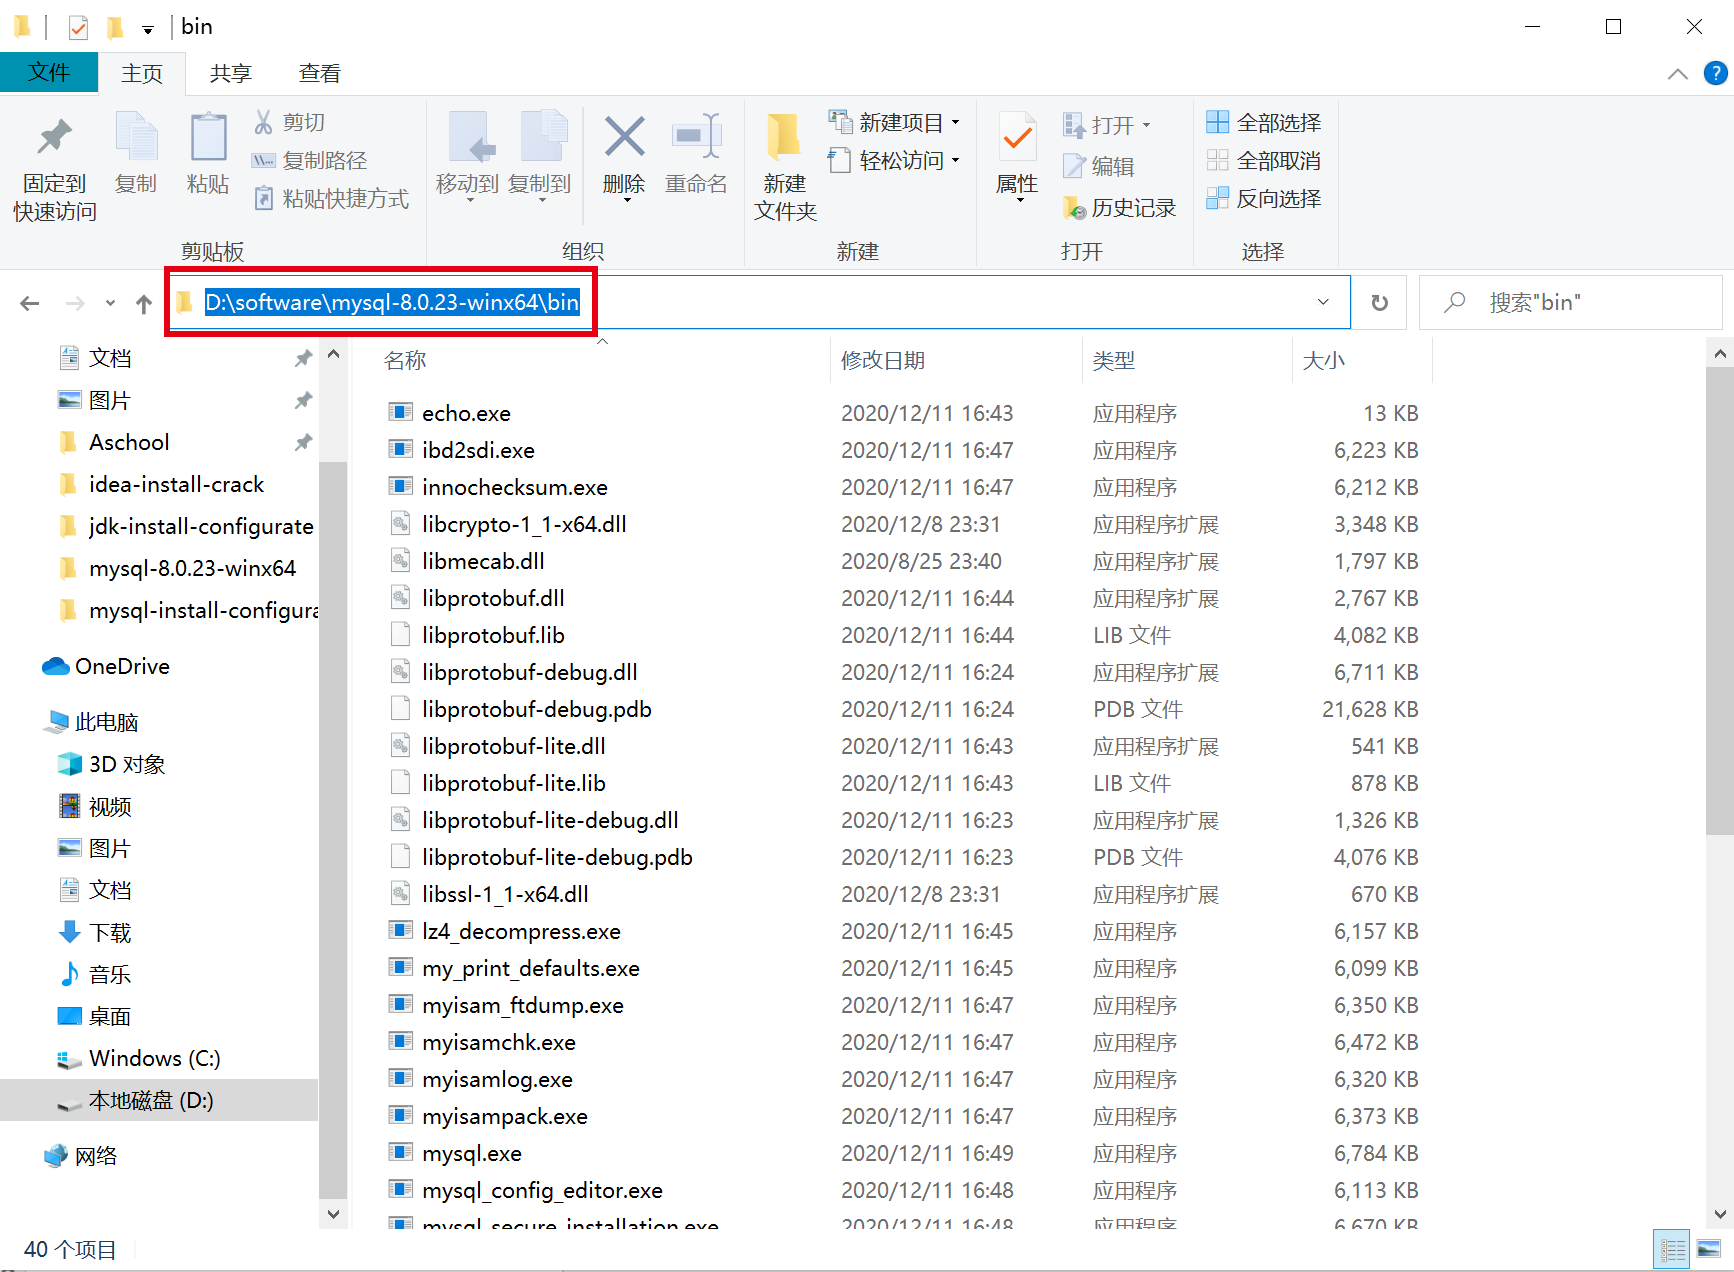 bin
文件 主页 共享 查看
固定到
快速访问
复制
粘贴
剪切
复制路径
粘贴快捷方式
剪贴板
移动到
复制到
删除
重命名
组织
新建
文件夹
新建项目
轻松访问
新建
属性
打开
编辑
历史记录
打开
全部选择
全部取消
反向选择
选择
D:\software\mysql-8.0.23-winx64\bin
搜索"bin"
文档
图片
Aschool
idea-install-crack
jdk-install-configurate
mysql-8.0.23-winx64
mysql-install-configura
OneDrive
此电脑
3D 对象
视频
图片
文档
下载
音乐
桌面
Windows (C:)
本地磁盘 (D:)
网络
名称 修改日期 类型 大小
echo.exe 2020/12/11 16:43 应用程序 13 KB
ibd2sdi.exe 2020/12/11 16:47 应用程序 6,223 KB
innochecksum.exe 2020/12/11 16:47 应用程序 6,212 KB
libcrypto-1_1-x64.dll 2020/12/8 23:31 应用程序扩展 3,348 KB
libmecab.dll 2020/8/25 23:40 应用程序扩展 1,797 KB
libprotobuf.dll 2020/12/11 16:44 应用程序扩展 2,767 KB
libprotobuf.lib 2020/12/11 16:44 LIB 文件 4,082 KB
libprotobuf-debug.dll 2020/12/11 16:24 应用程序扩展 6,711 KB
libprotobuf-debug.pdb 2020/12/11 16:24 PDB 文件 21,628 KB
libprotobuf-lite.dll 2020/12/11 16:43 应用程序扩展 541 KB
libprotobuf-lite.lib 2020/12/11 16:43 LIB 文件 878 KB
libprotobuf-lite-debug.dll 2020/12/11 16:23 应用程序扩展 1,326 KB
libprotobuf-lite-debug.pdb 2020/12/11 16:23 PDB 文件 4,076 KB
libssl-1_1-x64.dll 2020/12/8 23:31 应用程序扩展 670 KB
lz4_decompress.exe 2020/12/11 16:45 应用程序 6,157 KB
my_print_defaults.exe 2020/12/11 16:45 应用程序 6,099 KB
myisam_ftdump.exe 2020/12/11 16:47 应用程序 6,350 KB
myisamchk.exe 2020/12/11 16:47 应用程序 6,472 KB
myisamlog.exe 2020/12/11 16:47 应用程序 6,320 KB
myisampack.exe 2020/12/11 16:47 应用程序 6,373 KB
mysql.exe 2020/12/11 16:49 应用程序 6,784 KB
mysql_config_editor.exe 2020/12/11 16:48 应用程序 6,113 KB
mysql_secure_installation.exe 2020/12/11 16:48 应用程序 6,670 KB
40 个项目